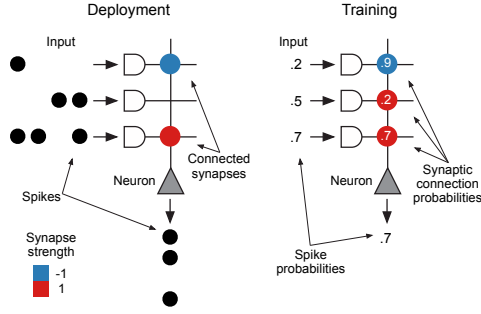 Deployment
Training
Input
Input
.2
.9
.5
.2
.7
.7
Connected
synapses
Synaptic
connection
probabilities
Neuron
Neuron
Spikes
.7
Spike
probabilities
Synapse
strength
-1
1